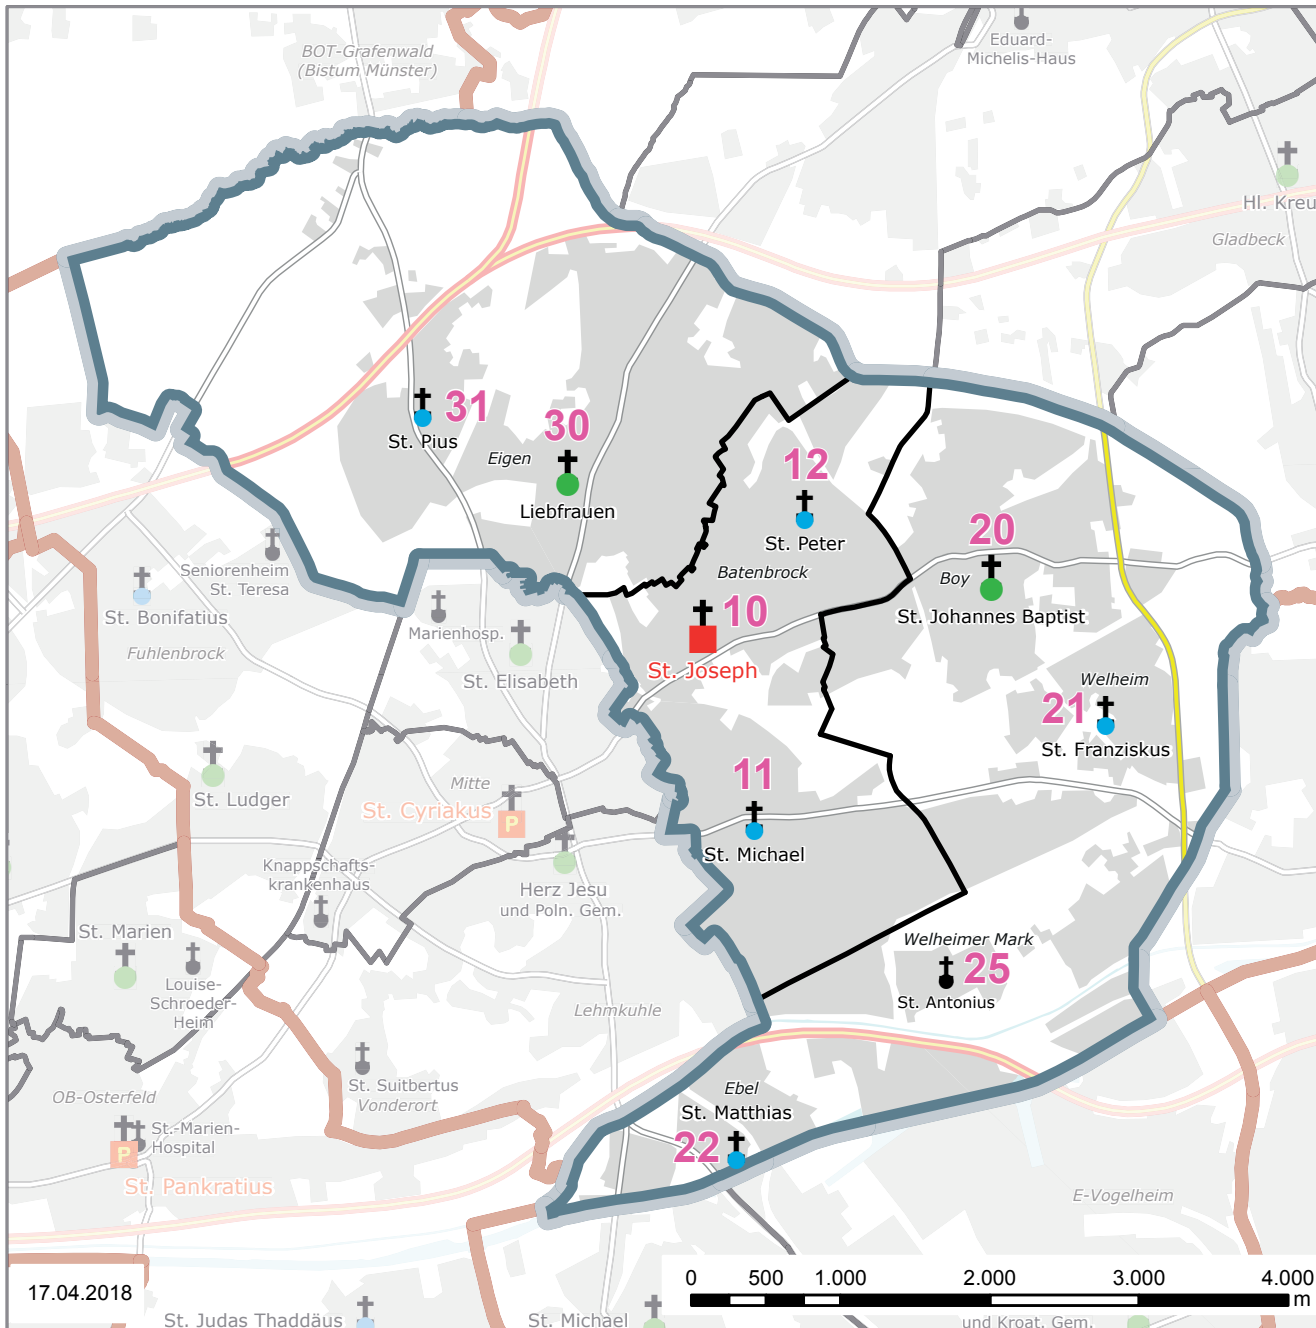 BOT-Grafenwald
(Bistum Münster)
Eduard-
Michelis-Haus
Hl. Kreu
Gladbeck
31
St. Pius
30
Eigen
Liebfrauen
12
St. Peter
Batenbrock
20
Boy
St. Johannes Baptist
10
St. Joseph
Seniorenheim
St. Teresa
St. Bonifatius
Fuhlenbrock
Marienhosp.
St. Elisabeth
Welheim
21
St. Franziskus
St. Ludger
Mitte
St. Cyriakus
P
11
St. Michael
Knappschafts-
krankenhaus
Herz Jesu
und Poln. Gem.
St. Marien
Louise-
Schroeder-
Heim
Welheimer Mark
25
St. Antonius
Lehmkuhle
St. Suitbertus
Vonderort
OB-Osterfeld
St.-Marien-
Hospital
P
St. Pankratius
Ebel
St. Matthias
22
E-Vogelheim
17.04.2018
0 500 1.000 2.000 3.000 4.000
m
St. Judas Thaddäus
St. Michael
und Kroat. Gem.